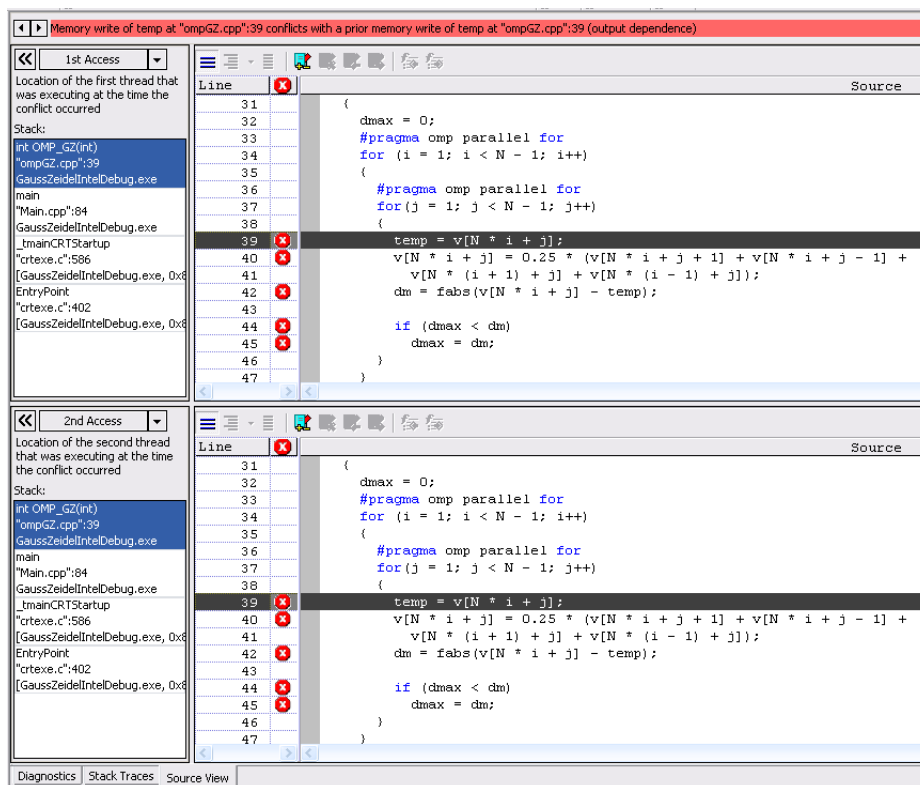 Memory write of temp at "ompGZ.cpp":39 conflicts with a prior memory write of temp at "ompGZ.cpp":39 (output dependence)
1st Access
Location of the first thread that
was executing at the time the
conflict occurred
Stack:
int OMP_GZ(int)
"ompGZ.cpp":39
GaussZeidelIntelDebug.exe
main
"Main.cpp":84
GaussZeidelIntelDebug.exe
_tmainCRTStartup
"crtexe.c":586
[GaussZeidelIntelDebug.exe, 0x8
EntryPoint
"crtexe.c":402
[GaussZeidelIntelDebug.exe, 0x8
Line Source
31 {
32 dmax = 0;
33 #pragma omp parallel for
34 for (i = 1; i < N - 1; i++)
35 {
36 #pragma omp parallel for
37 for(j = 1; j < N - 1; j++)
38 {
39 temp = v[N * i + j];
40 v[N * i + j] = 0.25 * (v[N * i + j + 1] + v[N * i + j - 1] +
41 v[N * (i + 1) + j] + v[N * (i - 1) + j]);
42 dm = fabs(v[N * i + j] - temp);
43
44 if (dmax < dm)
45 dmax = dm;
46 }
47 }
2nd Access
Location of the second thread
that was executing at the time
the conflict occurred
Stack:
int OMP_GZ(int)
"ompGZ.cpp":39
GaussZeidelIntelDebug.exe
main
"Main.cpp":84
GaussZeidelIntelDebug.exe
_tmainCRTStartup
"crtexe.c":586
[GaussZeidelIntelDebug.exe, 0x8
EntryPoint
"crtexe.c":402
[GaussZeidelIntelDebug.exe, 0x8
Line Source
31 {
32 dmax = 0;
33 #pragma omp parallel for
34 for (i = 1; i < N - 1; i++)
35 {
36 #pragma omp parallel for
37 for(j = 1; j < N - 1; j++)
38 {
39 temp = v[N * i + j];
40 v[N * i + j] = 0.25 * (v[N * i + j + 1] + v[N * i + j - 1] +
41 v[N * (i + 1) + j] + v[N * (i - 1) + j]);
42 dm = fabs(v[N * i + j] - temp);
43
44 if (dmax < dm)
45 dmax = dm;
46 }
47 }
Diagnostics Stack Traces Source View